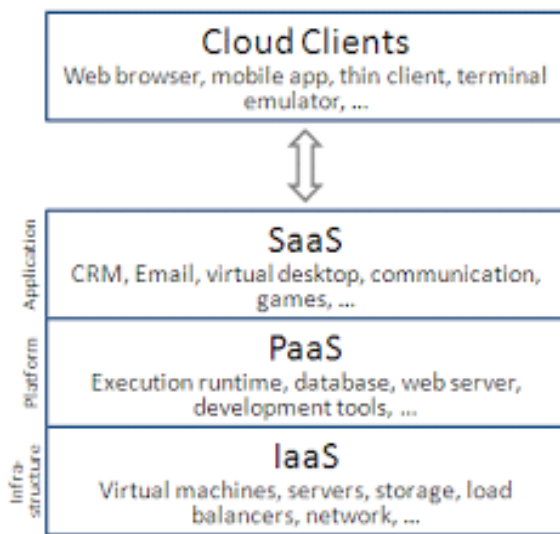 Cloud Clients
Web browser, mobile app, thin client, terminal
emulator, ...
Application
SaaS
CRM, Email, virtual desktop, communication,
games, ...
Platform
PaaS
Execution runtime, database, web server,
development tools, ...
Infra-
structure
IaaS
Virtual machines, servers, storage, load
balancers, network, ...